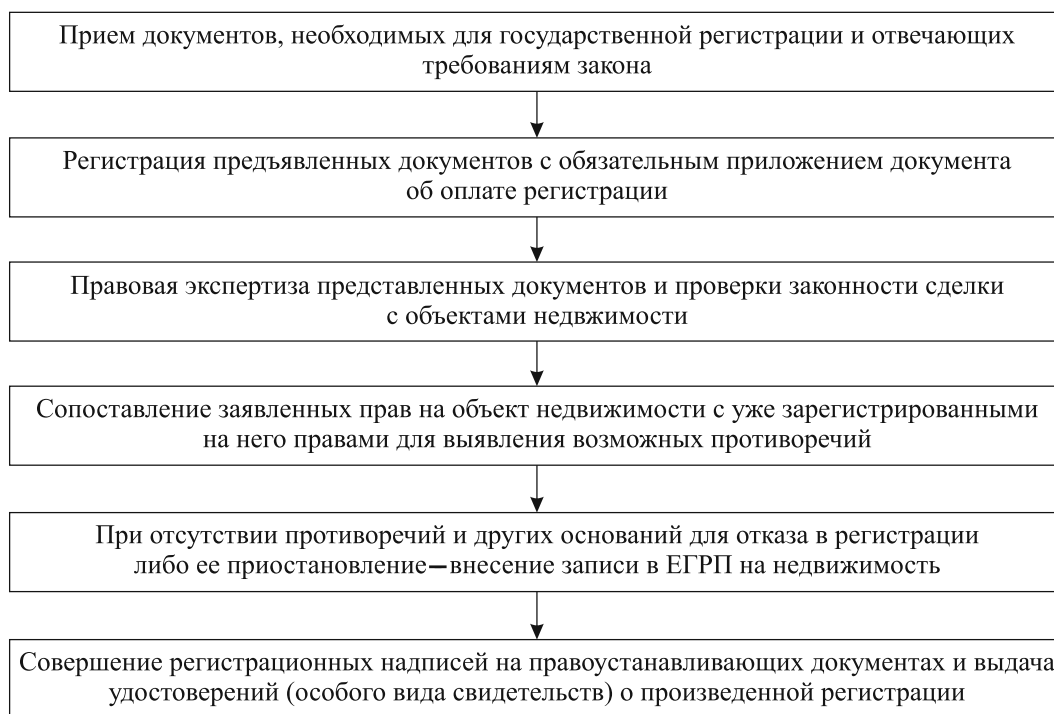 Прием документов, необходимых для государственной регистрации и отвечающих
требованиям закона
Регистрация предъявленных документов с обязательным приложением документа
об оплате регистрации
Правовая экспертиза представленных документов и проверки законности сделки
с объектами недвжимости
Сопоставление заявленных прав на объект недвижимости с уже зарегистрированными
на него правами для выявления возможных противоречий
При отсутствии противоречий и других оснований для отказа в регистрации
либо ее приостановление–внесение записи в ЕГРП на недвижимость
Совершение регистрационных надписей на правоустанавливающих документах и выдача
удостоверений (особого вида свидетельств) о произведенной регистрации